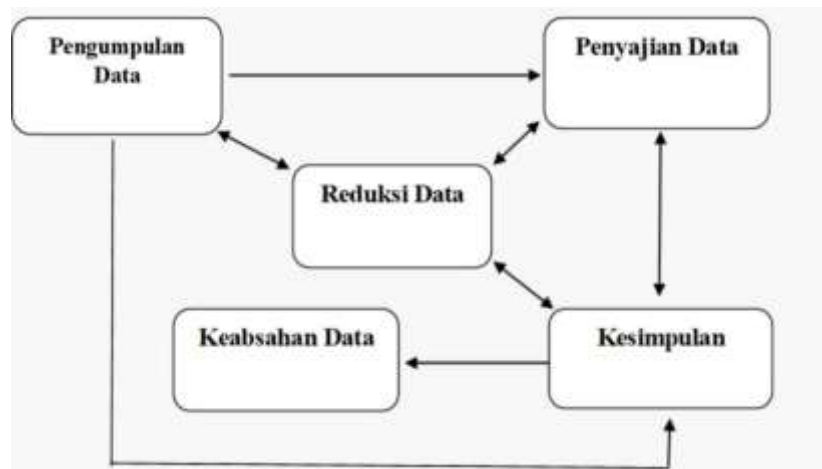 Pengumpulan
Data
Penyajian Data
Reduksi Data
Keabsahan Data
Kesimpulan